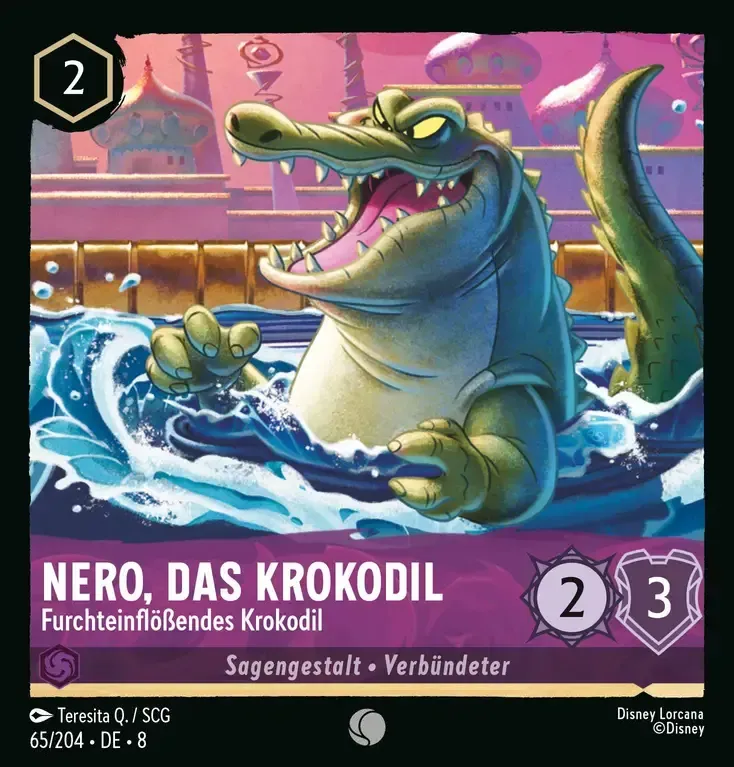 2
NERO, DAS KROKODIL
Furchteinflößendes Krokodil
2
3
Sagengestalt • Verbündeter
Teresita Q. / SCG
Disney Lorcana
65/204 • DE • 8
©Disney